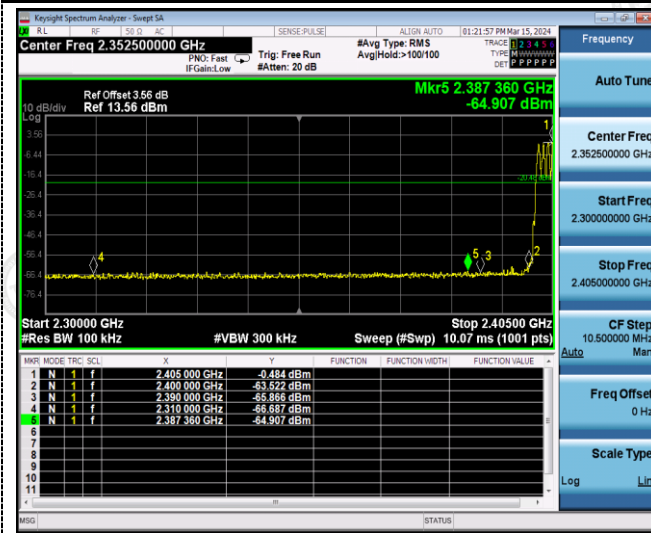 Keysight Spectrum Analyzer - Swept SA
RL RF 50 Ω AC SENSE:PULSE ALIGN AUTO 01:21:57 PM Mar 15, 2024
Center Freq 2.352500000 GHz
PNO: Fast
IFGain:Low
Trig: Free Run
#Atten: 20 dB
#Avg Type: RMS
Avg|Hold:>100/100
TRACE 1 2 3 4 5 6
TYPE M W W W W W
DET P P P P P P
Frequency
Ref Offset 3.56 dB
Ref 13.56 dBm
10 dB/div
Log
Mkr5 2.387 360 GHz
-64.907 dBm
3.56
-6.44
-16.4
-26.4
-36.4
-46.4
-56.4
-66.4
-76.4
1
2
3
4
5
Start 2.30000 GHz
Stop 2.40500 GHz
#Res BW 100 kHz
#VBW 300 kHz
Sweep (#Swp) 10.07 ms (1001 pts)
MKR MODE TRC SCL X Y FUNCTION FUNCTION WIDTH FUNCTION VALUE
1 N 1 f 2.405 000 GHz -0.484 dBm
2 N 1 f 2.400 000 GHz -63.522 dBm
3 N 1 f 2.390 000 GHz -65.866 dBm
4 N 1 f 2.310 000 GHz -66.687 dBm
5 N 1 f 2.387 360 GHz -64.907 dBm
6
7
8
9
10
11
MSG
STATUS
Auto Tune
Center Freq
2.352500000 GHz
Start Freq
2.300000000 GHz
Stop Freq
2.405000000 GHz
CF Step
10.500000 MHz
Auto Man
Freq Offset
0 Hz
Scale Type
Log Lin